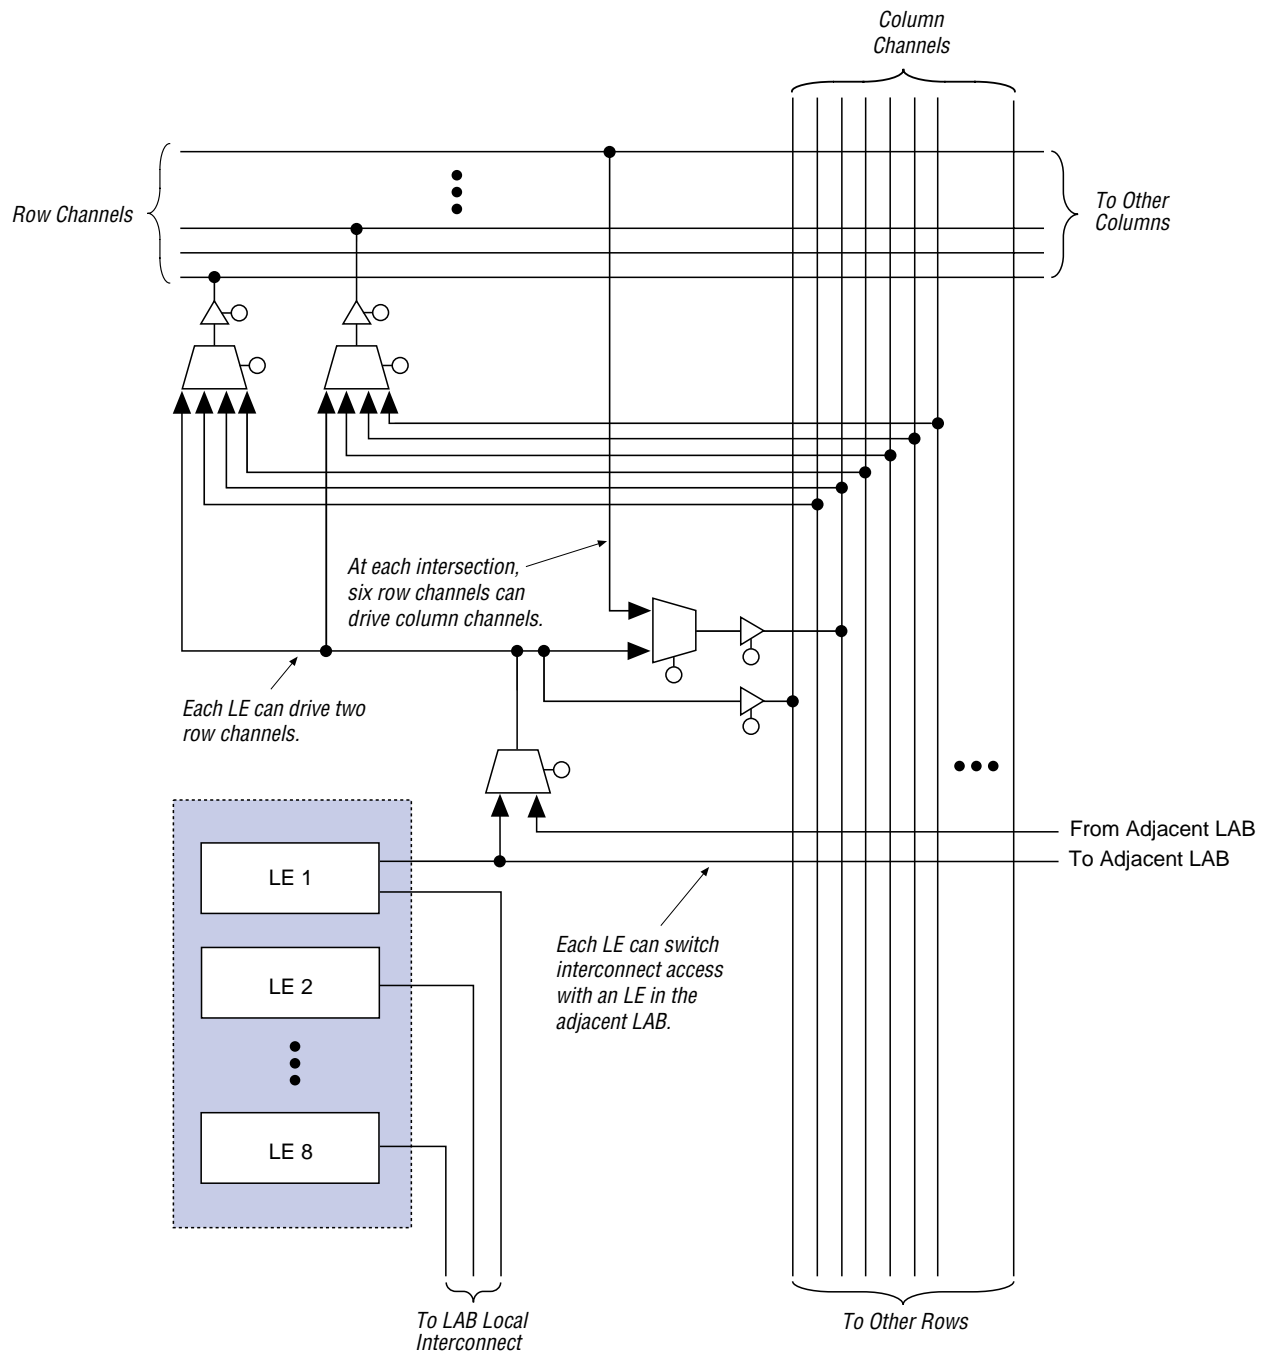 Column
Channels
Row Channels
To Other
Columns
At each intersection,
six row channels can
drive column channels.
Each LE can drive two
row channels.
From Adjacent LAB
To Adjacent LAB
LE 1
Each LE can switch
interconnect access
with an LE in the
adjacent LAB.
LE 2
LE 8
To LAB Local
Interconnect
To Other Rows